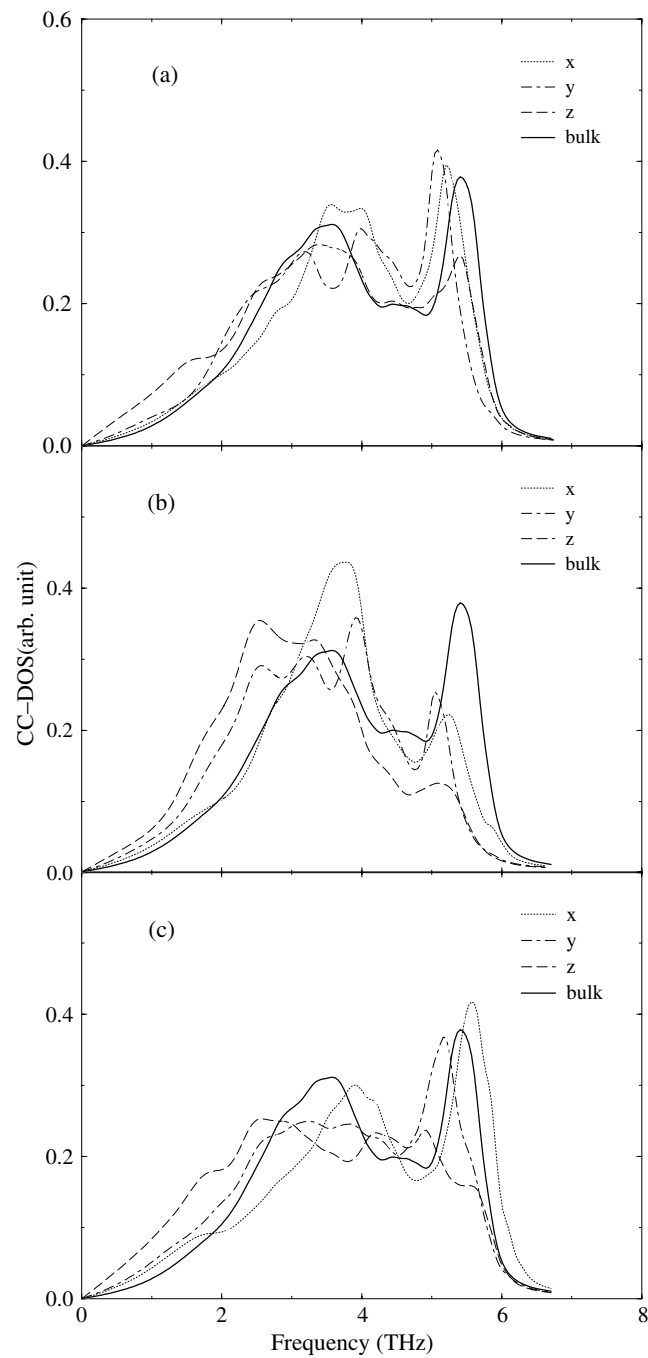 0.6
(a)
x
y
z
bulk
0.4
0.2
0.0
(b)
x
y
z
bulk
0.4
CC−DOS(arb. unit)
0.2
0.0
(c)
x
y
z
bulk
0.4
0.2
0.0
0 2 4 6 8
Frequency (THz)